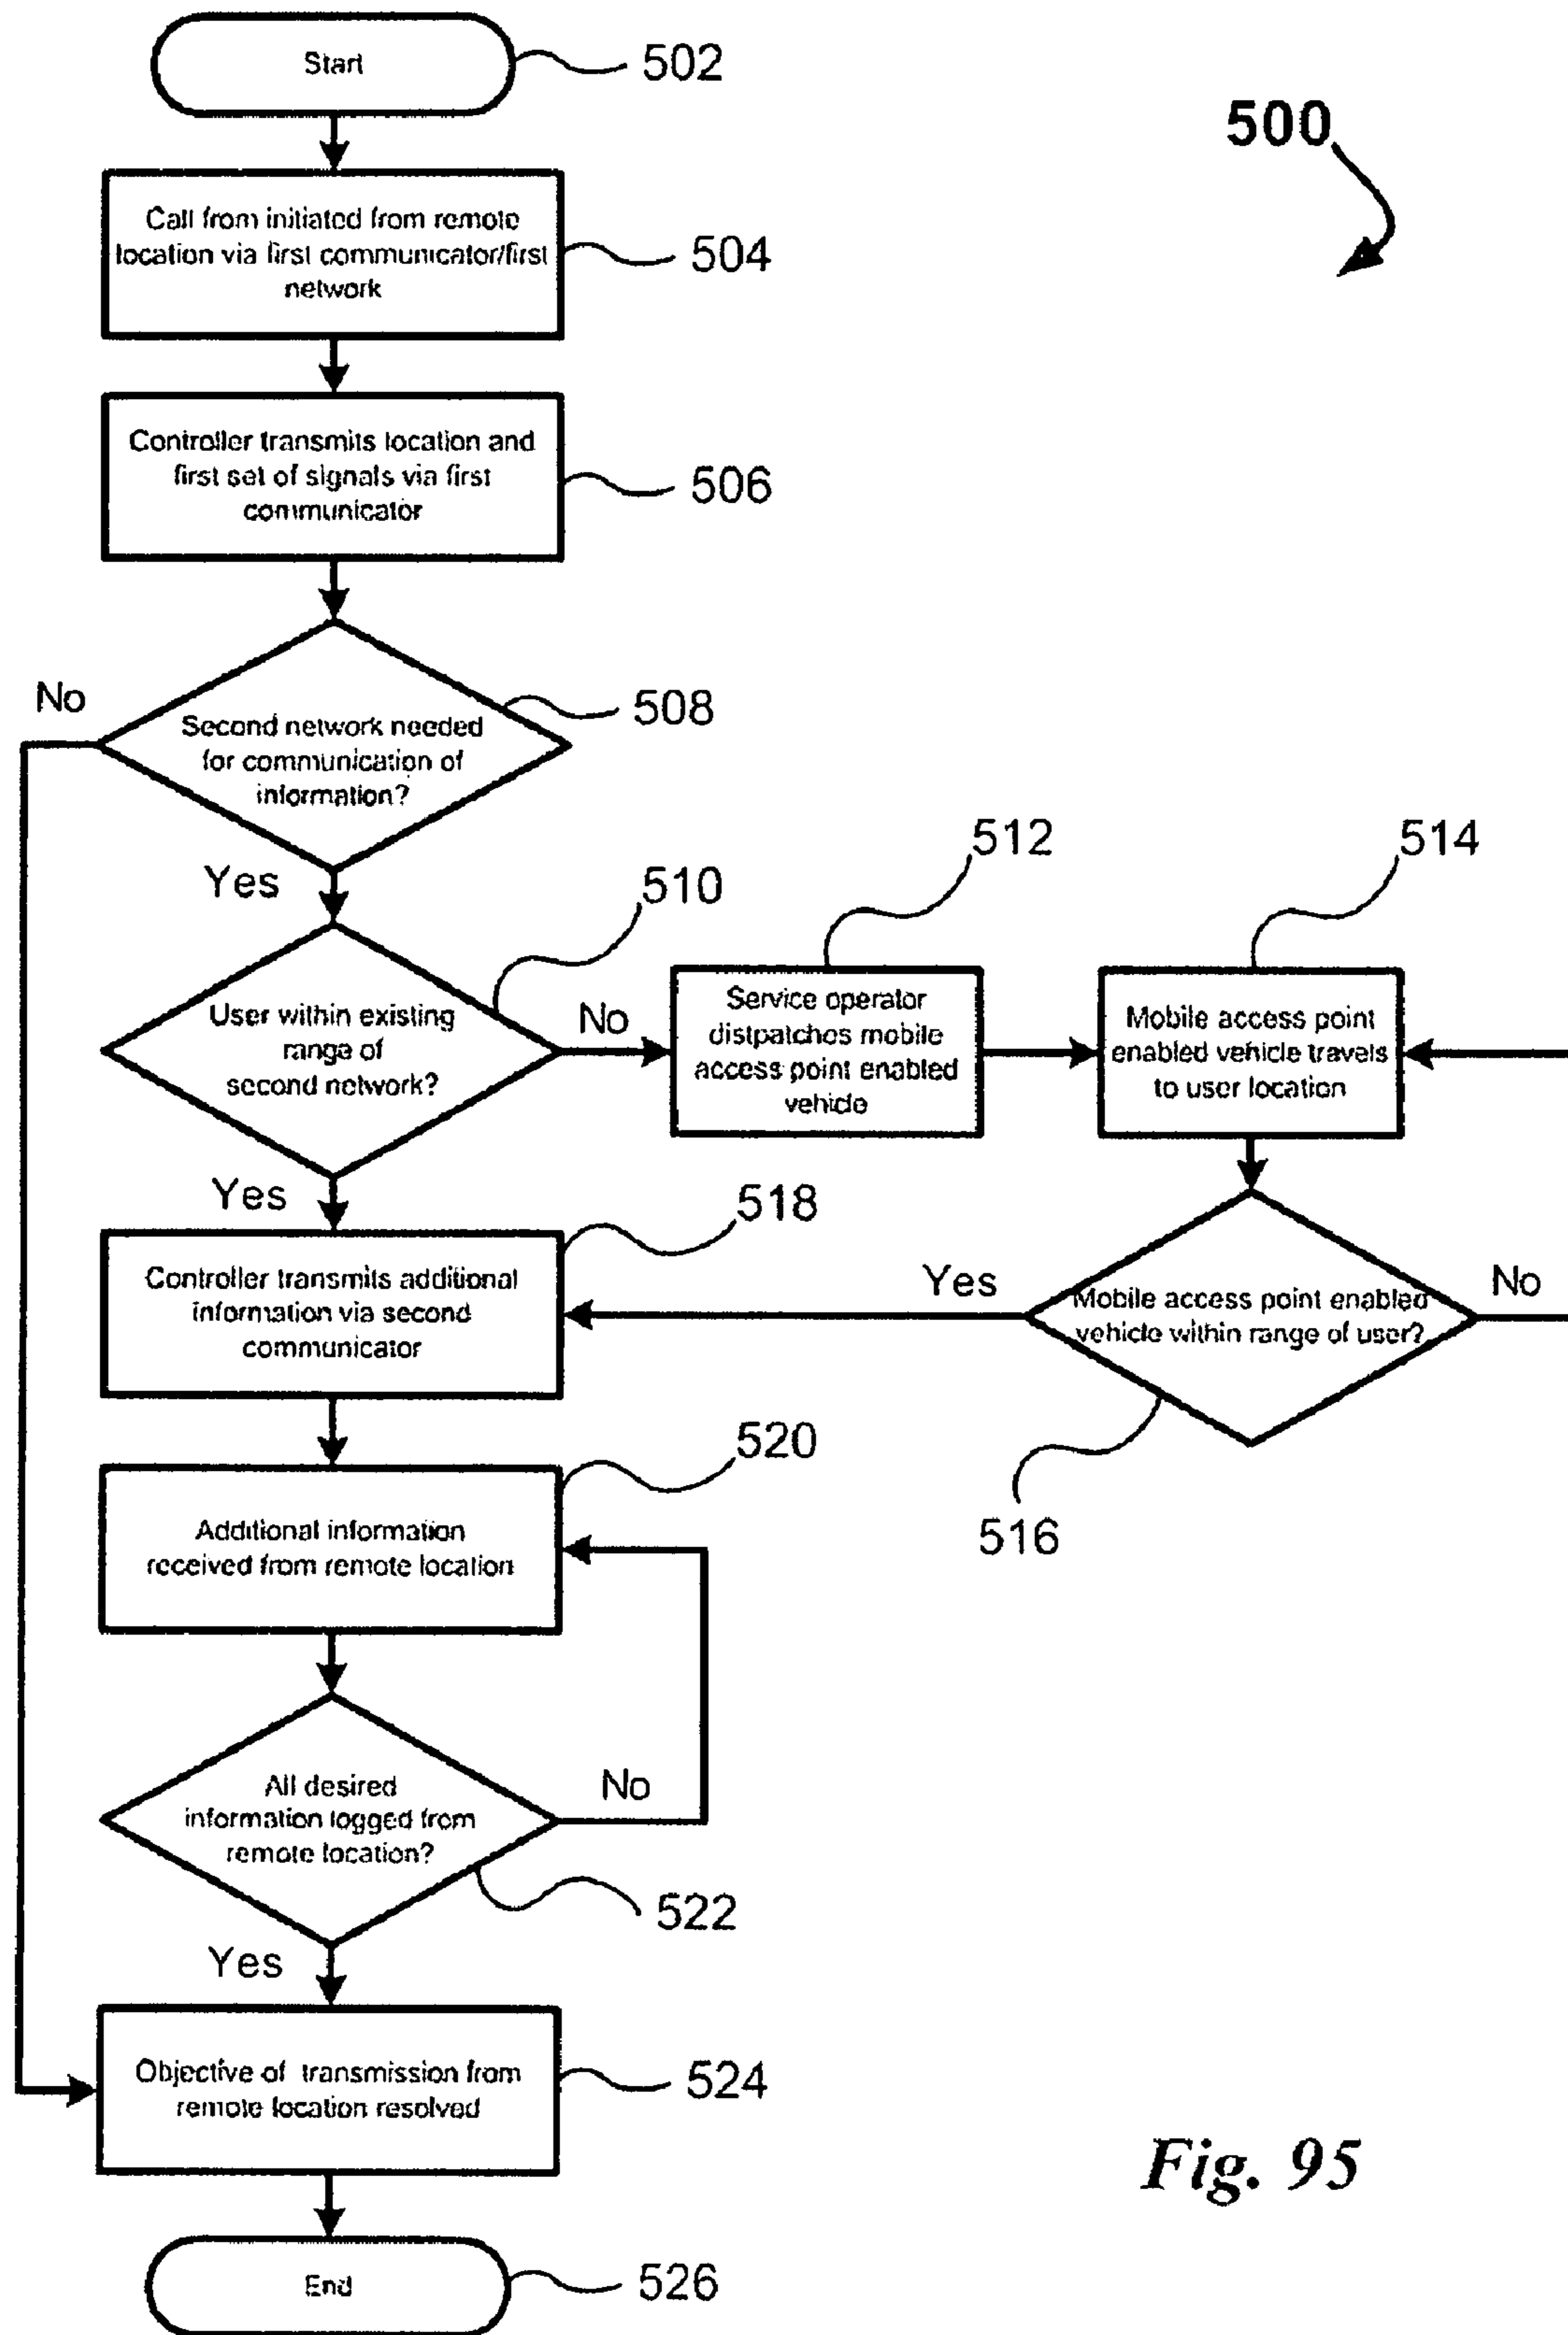 Start
502
500
Call from initiated from remote
location via first communicator/first
network
504
Controller transmits location and
first set of signals via first
communicator
506
No
Second network needed
for communication of
information?
508
Yes
510
512
514
User within existing
range of
second network?
No
Service operator
distpatches mobile
access point enabled
vehicle
Mobile access point
enabled vehicle travels
to user location
Yes
518
Controller transmits additional
information via second
communicator
Yes
Mobile access point enabled
vehicle within range of user?
No
516
520
Additional information
received from remote location
All desired
information logged from
remote location?
No
522
Yes
Objective of transmission from
remote location resolved
524
Fig. 95
End
526